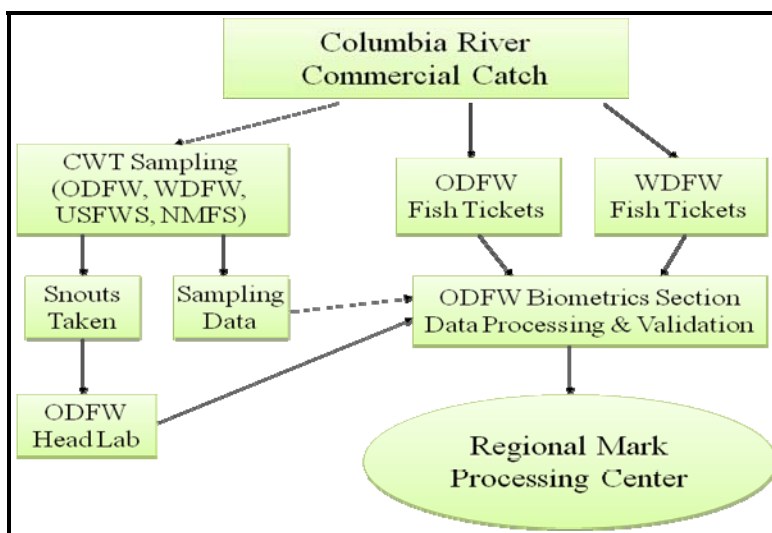 Columbia River
Commercial Catch
CWT Sampling
(ODFW, WDFW,
USFWS, NMFS)
ODFW
Fish Tickets
WDFW
Fish Tickets
Snouts
Taken
Sampling
Data
ODFW Biometrics Section
Data Processing & Validation
ODFW
Head Lab
Regional Mark
Processing Center